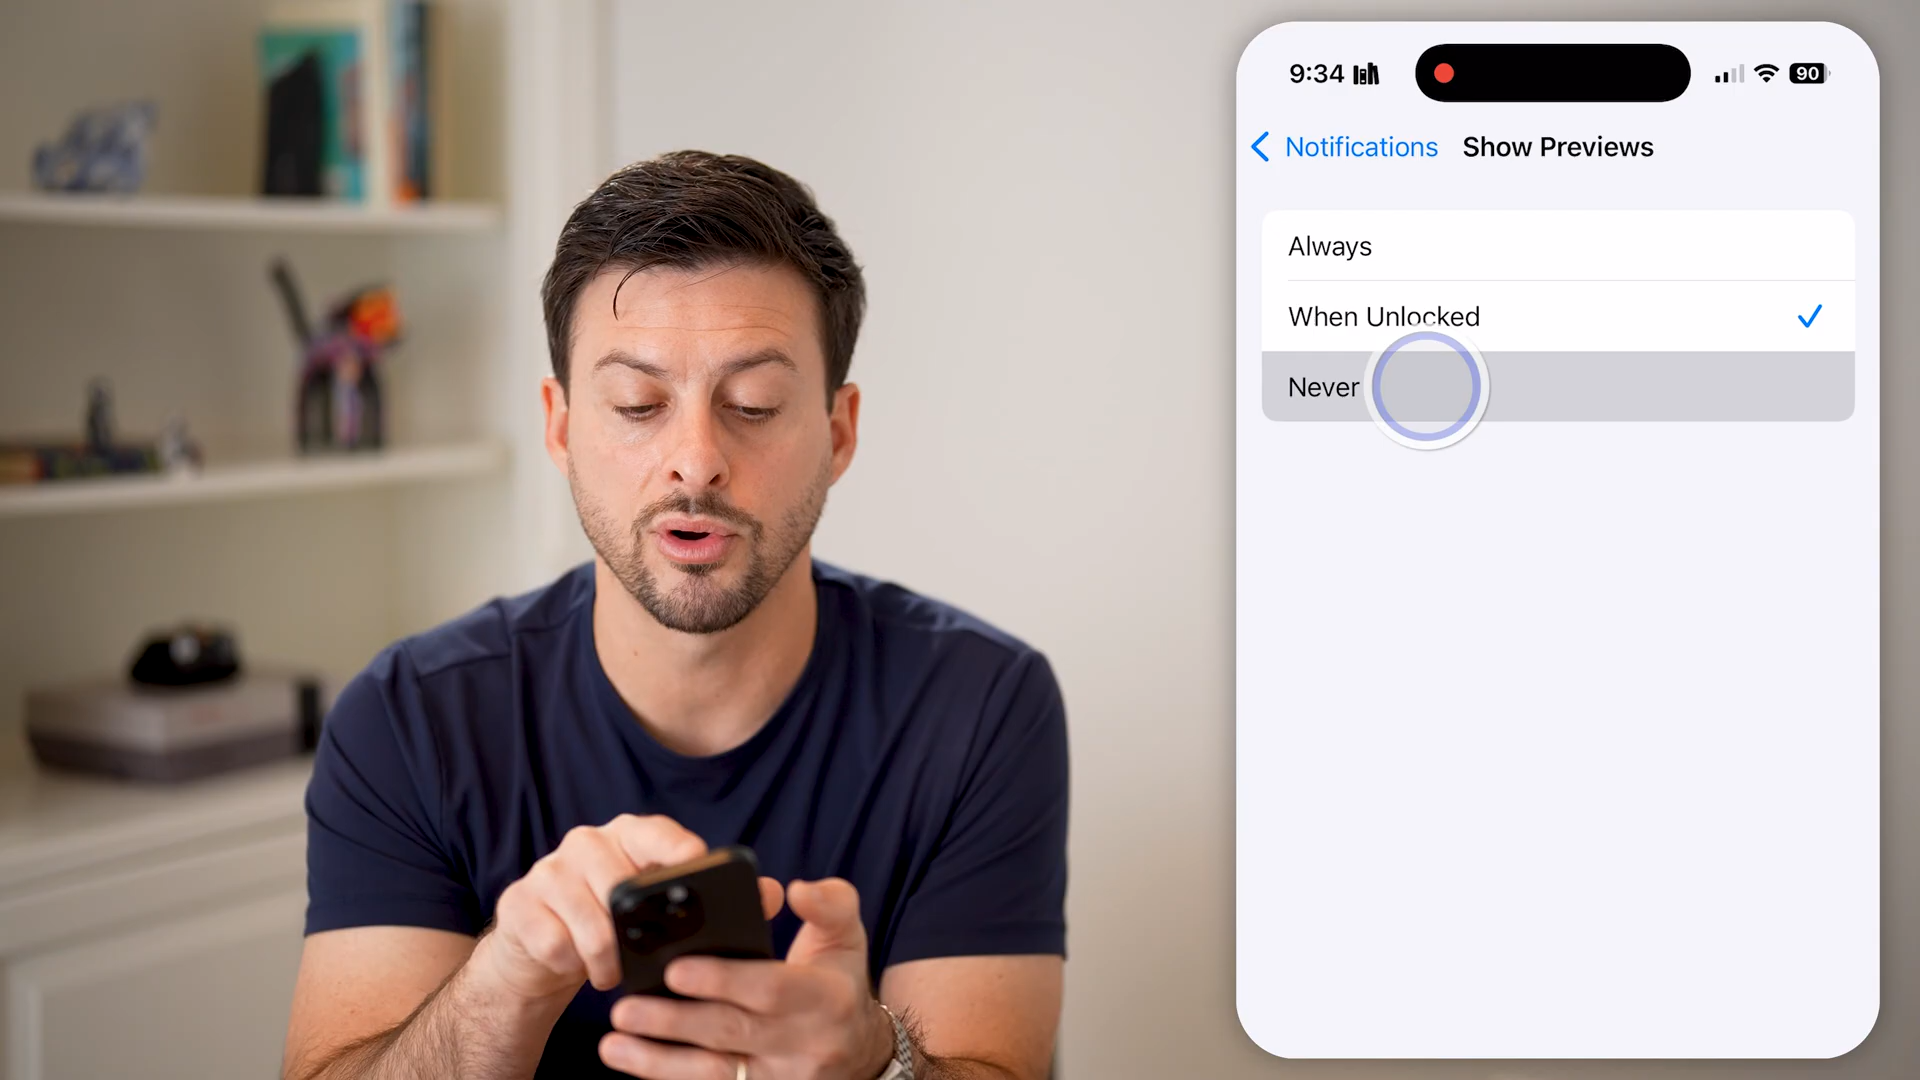 9:34
90
Notifications
Show Previews
Always
When Unlocked
Never